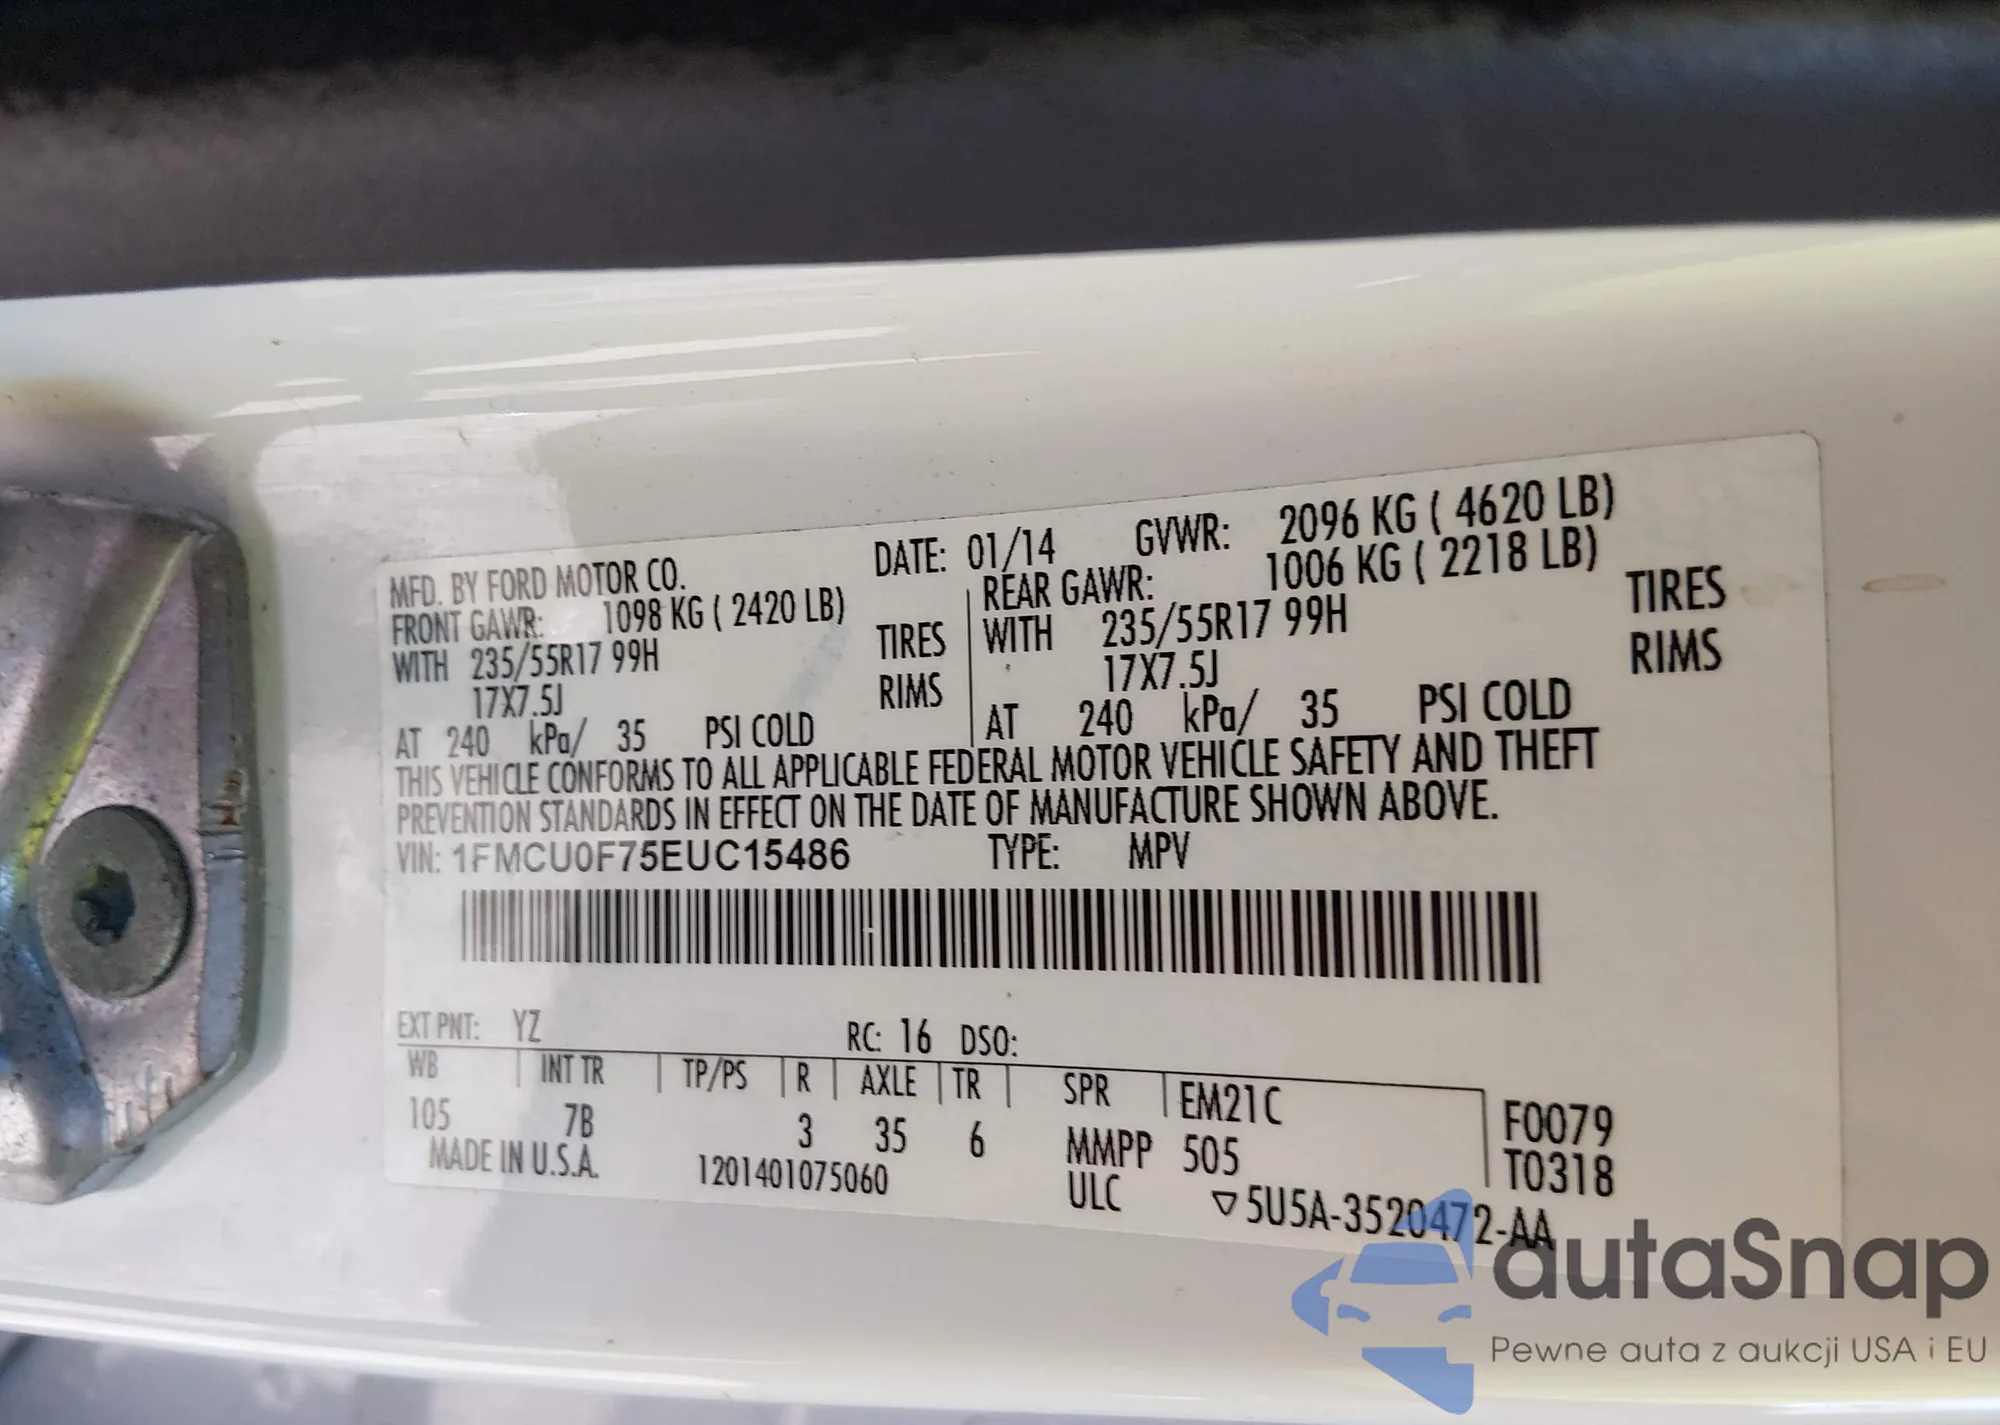 MFD. BY FORD MOTOR CO. DATE: 01/14 GVWR: 2096 KG ( 4620 LB)
FRONT GAWR: 1098 KG ( 2420 LB) REAR GAWR: 1006 KG ( 2218 LB)
WITH 235/55R17 99H TIRES WITH 235/55R17 99H TIRES
17X7.5J RIMS 17X7.5J RIMS
AT 240 kPa/ 35 PSI COLD AT 240 kPa/ 35 PSI COLD
THIS VEHICLE CONFORMS TO ALL APPLICABLE FEDERAL MOTOR VEHICLE SAFETY AND THEFT
PREVENTION STANDARDS IN EFFECT ON THE DATE OF MANUFACTURE SHOWN ABOVE.
VIN: 1FMCU0F75EUC15486 TYPE: MPV
EXT PNT: YZ RC: 16 DSO:
WB INT TR TP/PS R AXLE TR SPR EM21C F0079
105 7B 3 35 6 MMPP 505 T0318
MADE IN U.S.A. 1201401075060 ULC ▽5U5A-3520472-AA
autaSnap
Pewne auta z aukcji USA i EU